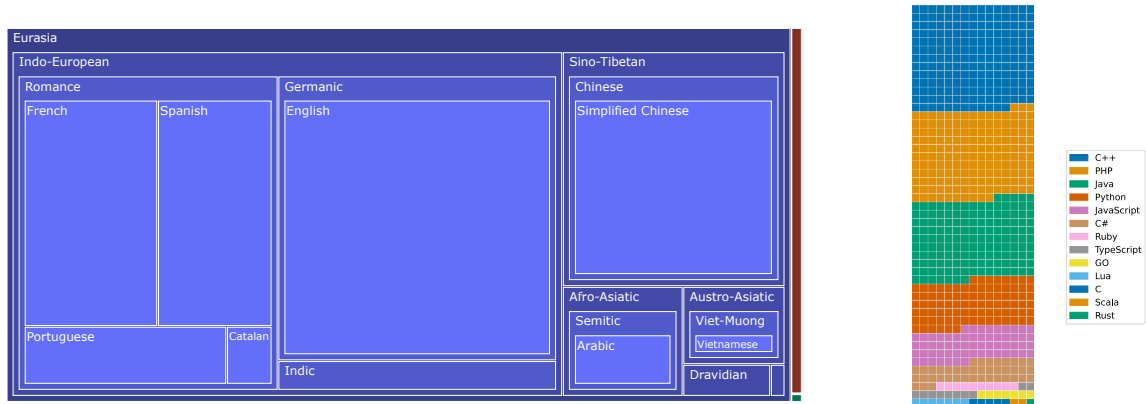 Eurasia
Indo-European
Romance
French
Spanish
Portuguese
Catalan
Germanic
English
Indic
Sino-Tibetan
Chinese
Simplified Chinese
Afro-Asiatic
Semitic
Arabic
Austro-Asiatic
Viet-Muong
Vietnamese
Dravidian
C++
PHP
Java
Python
JavaScript
C#
Ruby
TypeScript
GO
Lua
C
Scala
Rust